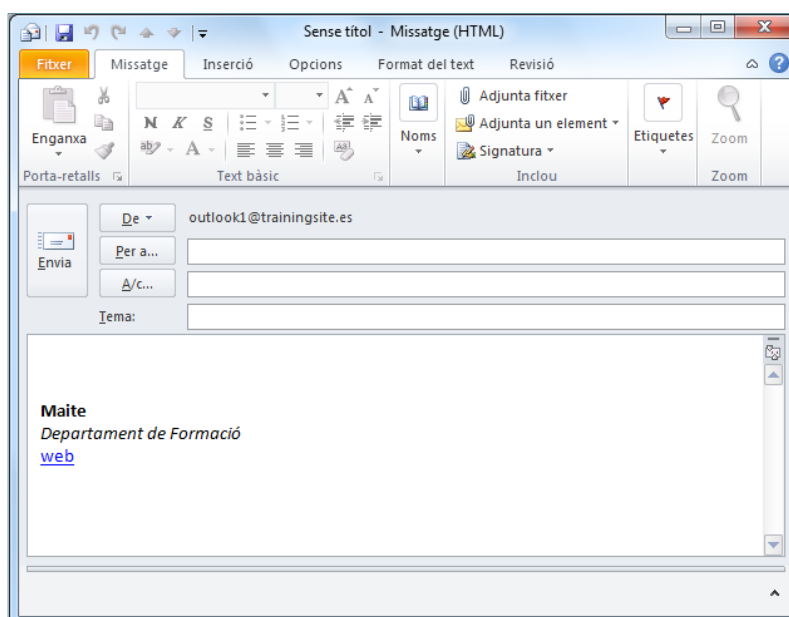 Sense títol - Missatge (HTML)
Fitxer Missatge Inserció Opcions Format del text Revisió
Enganxa
Porta-retalls
N K S
Text bàsic
Noms
Adjunta fitxer
Adjunta un element
Signatura
Inclou
Etiquetes
Zoom
Zoom
Envia
De outlook1@trainingsite.es
Per a...
A/c...
Tema:
Maite
Departament de Formació
web